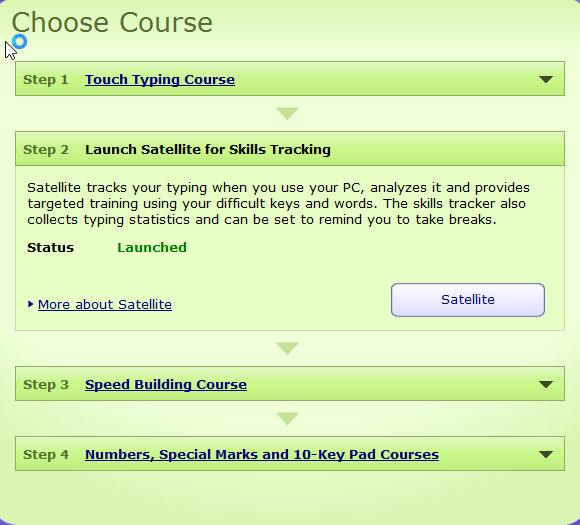 Choose Course
Step 1 Touch Typing Course
Step 2 Launch Satellite for Skills Tracking
Satellite tracks your typing when you use your PC, analyzes it and provides
targeted training using your difficult keys and words. The skills tracker also
collects typing statistics and can be set to remind you to take breaks.
Status Launched
More about Satellite
Satellite
Step 3 Speed Building Course
Step 4 Numbers, Special Marks and 10-Key Pad Courses